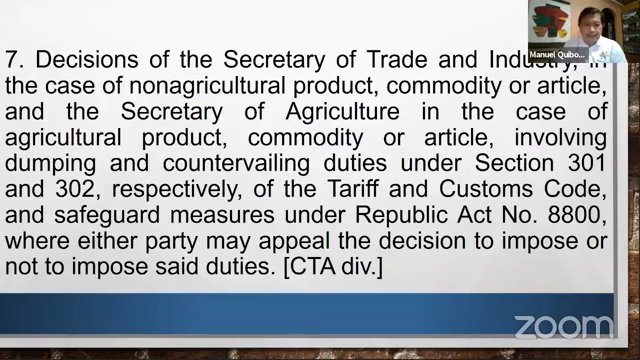 7. Decisions of the Secretary of Trade and Industry, in
the case of nonagricultural product, commodity or article,
and the Secretary of Agriculture in the case of
agricultural product, commodity or article, involving
dumping and countervailing duties under Section 301
and 302, respectively, of the Tariff and Customs Code,
and safeguard measures under Republic Act No. 8800,
where either party may appeal the decision to impose or
not to impose said duties. [CTA div.]
Manuel Quibo...
zoom